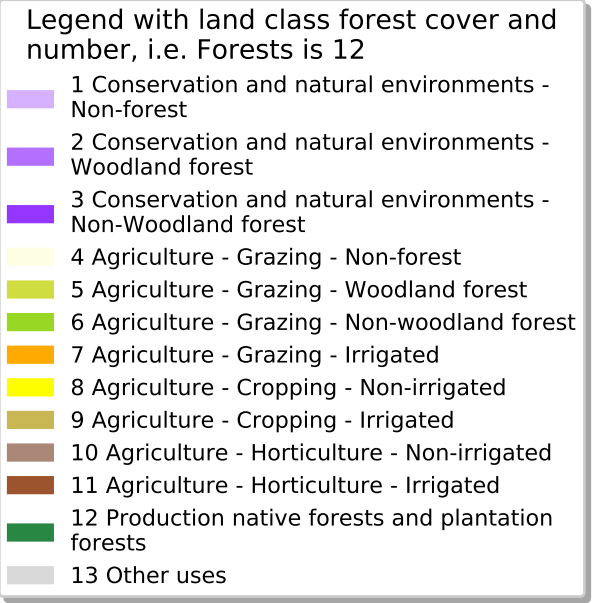 Legend with land class forest cover and
number, i.e. Forests is 12
1 Conservation and natural environments -
Non-forest
2 Conservation and natural environments -
Woodland forest
3 Conservation and natural environments -
Non-Woodland forest
4 Agriculture - Grazing - Non-forest
5 Agriculture - Grazing - Woodland forest
6 Agriculture - Grazing - Non-woodland forest
7 Agriculture - Grazing - Irrigated
8 Agriculture - Cropping - Non-irrigated
9 Agriculture - Cropping - Irrigated
10 Agriculture - Horticulture - Non-irrigated
11 Agriculture - Horticulture - Irrigated
12 Production native forests and plantation
forests
13 Other uses